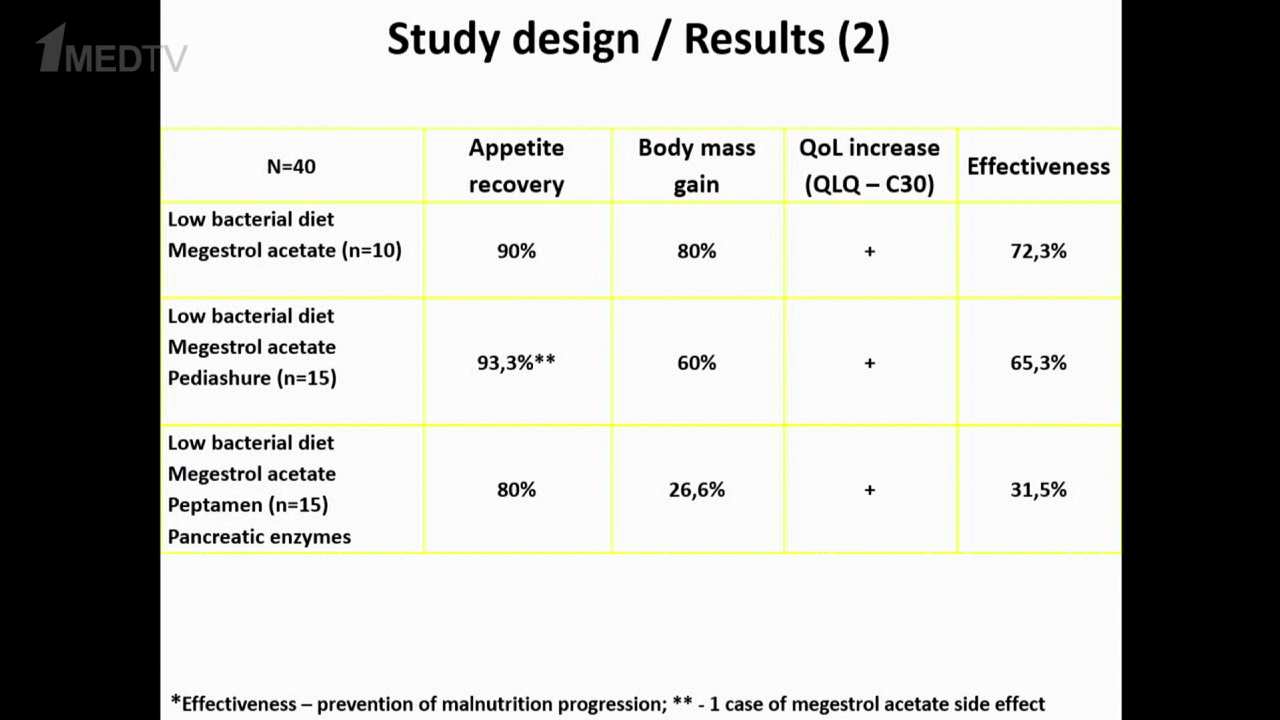 1MEDTV
Study design / Results (2)
N=40
Appetite
recovery
Body mass
gain
QoL increase
(QLQ – C30)
Effectiveness
Low bacterial diet
Megestrol acetate (n=10)
90%
80%
+
72,3%
Low bacterial diet
Megestrol acetate
Pediashure (n=15)
93,3%**
60%
+
65,3%
Low bacterial diet
Megestrol acetate
Peptamen (n=15)
Pancreatic enzymes
80%
26,6%
+
31,5%
*Effectiveness – prevention of malnutrition progression; ** - 1 case of megestrol acetate side effect